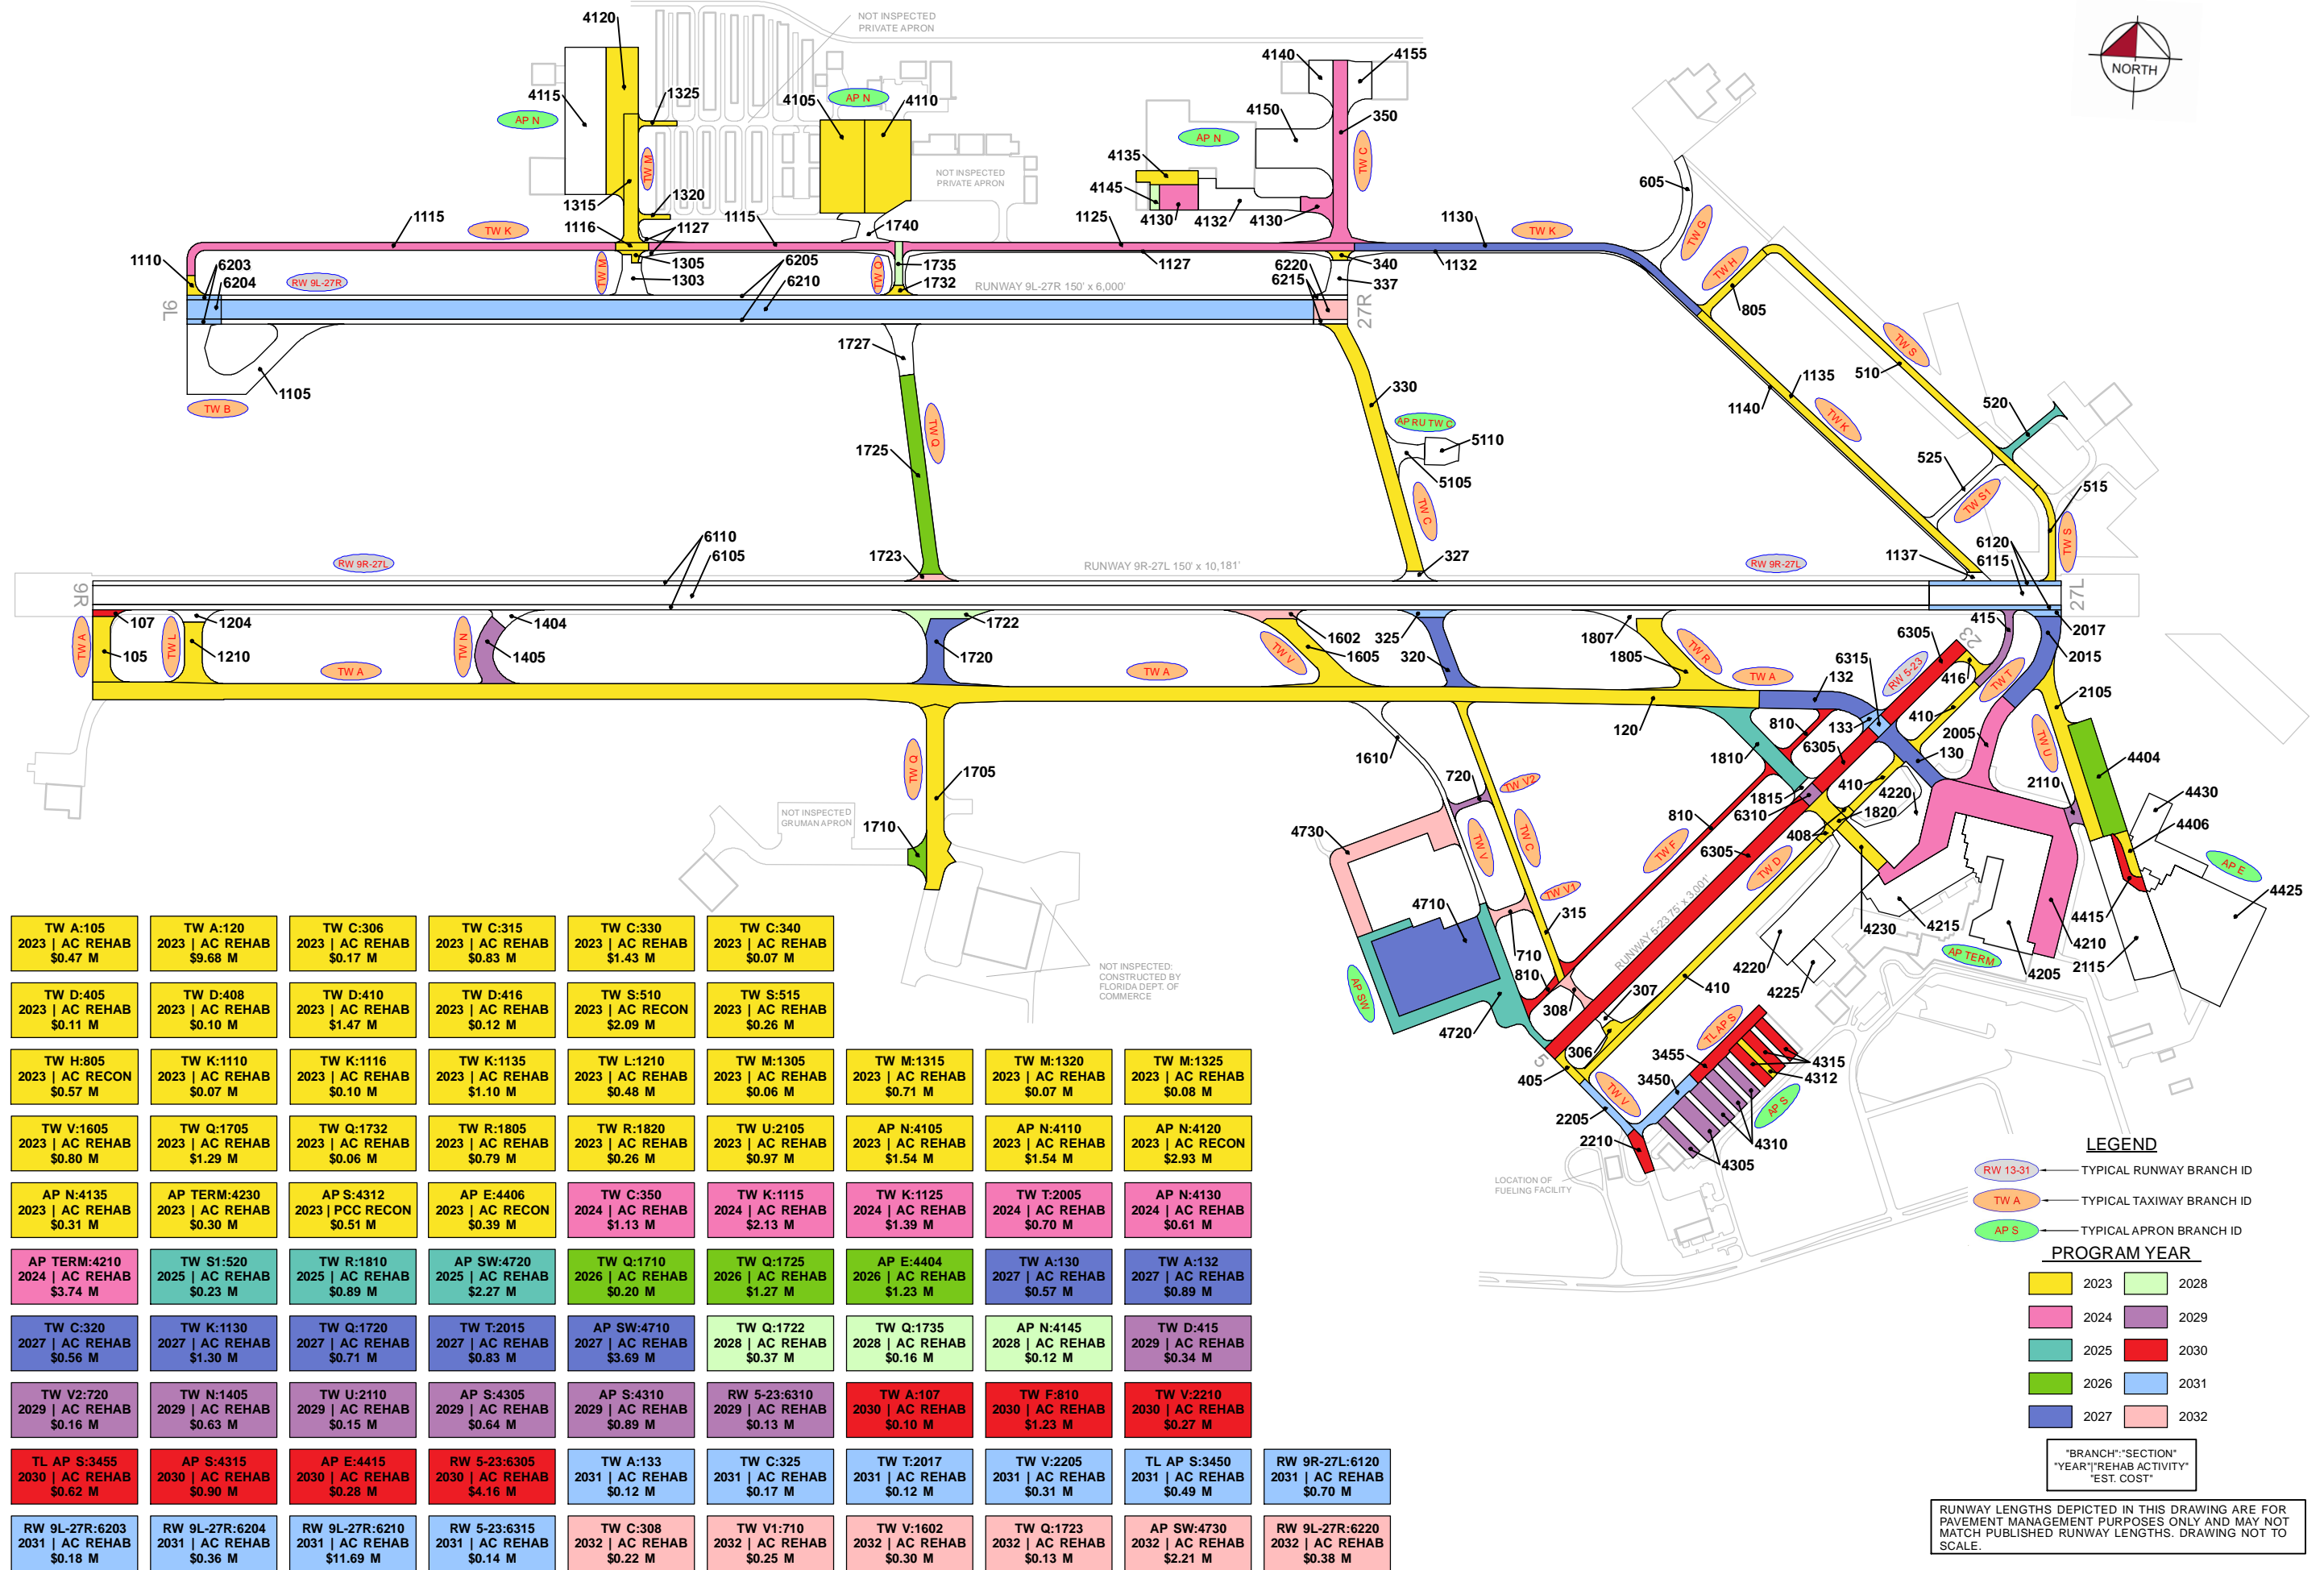 4120
NOT INSPECTED
PRIVATE APRON
4140
4155
NORTH
4115
AP N
1325
4105
AP N
4110
4150
AP N
350
TW C
TW M
4135
4145
4130
4132
4130
NOT INSPECTED
PRIVATE APRON
605
TW G
1315
1320
1115
TW K
1116
1127
1115
1740
1125
1130
TW K
TW H
1110
6203
6204
RW 9L-27R
TW M
1305
1303
6205
6210
TW Q
1735
1732
1127
6220
6215
340
337
1132
805
RUNWAY 9L-27R 150' x 6,000'
9L
27R
TW S
510
1727
1105
TW B
330
1135
1140
TW K
520
AP RU TW C
5110
5105
TW Q
1725
525
TW S1
515
TW C
TW S
6110
6105
RW 9R-27L
1723
RUNWAY 9R-27L 150' x 10,181'
327
RW 9R-27L
1137
6120
6115
9R
27L
107
1204
1404
1722
1602
325
1807
415
2017
TW A
105
TW L
1210
TW N
1405
TW A
1720
TW A
TW V
1605
320
1805
TW R
TW A
132
6315
RW 5-23
6305
23
416
TW T
2015
2105
120
810
133
410
2005
TW U
1610
1810
6305
130
TW Q
1705
720
TW V2
1815
6310
410
4220
1820
2110
4404
4430
NOT INSPECTED
GRUMAN APRON
1710
4730
TW V
TW C
810
TW F
6305
408
TW D
4406
AP E
4425
TW V1
RUNWAY 5-23 75' x 3,001'
4710
315
4230
4215
4415
710
810
4220
4225
AP TERM
4205
4210
2115
NOT INSPECTED:
CONSTRUCTED BY
FLORIDA DEPT. OF
COMMERCE
AP SW
4720
308
307
410
306
5
405
TL AP S
3455
3450
4315
4312
TW V
2205
AP S
2210
4310
4305
LOCATION OF
FUELING FACILITY
TW A:105
2023 | AC REHAB
$0.47 M
TW A:120
2023 | AC REHAB
$9.68 M
TW C:306
2023 | AC REHAB
$0.17 M
TW C:315
2023 | AC REHAB
$0.83 M
TW C:330
2023 | AC REHAB
$1.43 M
TW C:340
2023 | AC REHAB
$0.07 M
TW D:405
2023 | AC REHAB
$0.11 M
TW D:408
2023 | AC REHAB
$0.10 M
TW D:410
2023 | AC REHAB
$1.47 M
TW D:416
2023 | AC REHAB
$0.12 M
TW S:510
2023 | AC RECON
$2.09 M
TW S:515
2023 | AC REHAB
$0.26 M
TW H:805
2023 | AC RECON
$0.57 M
TW K:1110
2023 | AC REHAB
$0.07 M
TW K:1116
2023 | AC REHAB
$0.10 M
TW K:1135
2023 | AC REHAB
$1.10 M
TW L:1210
2023 | AC REHAB
$0.48 M
TW M:1305
2023 | AC REHAB
$0.06 M
TW M:1315
2023 | AC REHAB
$0.71 M
TW M:1320
2023 | AC REHAB
$0.07 M
TW M:1325
2023 | AC REHAB
$0.08 M
TW V:1605
2023 | AC REHAB
$0.80 M
TW Q:1705
2023 | AC REHAB
$1.29 M
TW Q:1732
2023 | AC REHAB
$0.06 M
TW R:1805
2023 | AC REHAB
$0.79 M
TW R:1820
2023 | AC REHAB
$0.26 M
TW U:2105
2023 | AC REHAB
$0.97 M
AP N:4105
2023 | AC REHAB
$1.54 M
AP N:4110
2023 | AC REHAB
$1.54 M
AP N:4120
2023 | AC RECON
$2.93 M
AP N:4135
2023 | AC REHAB
$0.31 M
AP TERM:4230
2023 | AC REHAB
$0.30 M
AP S:4312
2023 | PCC RECON
$0.51 M
AP E:4406
2023 | AC RECON
$0.39 M
TW C:350
2024 | AC REHAB
$1.13 M
TW K:1115
2024 | AC REHAB
$2.13 M
TW K:1125
2024 | AC REHAB
$1.39 M
TW T:2005
2024 | AC REHAB
$0.70 M
AP N:4130
2024 | AC REHAB
$0.61 M
AP TERM:4210
2024 | AC REHAB
$3.74 M
TW S1:520
2025 | AC REHAB
$0.23 M
TW R:1810
2025 | AC REHAB
$0.89 M
AP SW:4720
2025 | AC REHAB
$2.27 M
TW Q:1710
2026 | AC REHAB
$0.20 M
TW Q:1725
2026 | AC REHAB
$1.27 M
AP E:4404
2026 | AC REHAB
$1.23 M
TW A:130
2027 | AC REHAB
$0.57 M
TW A:132
2027 | AC REHAB
$0.89 M
TW C:320
2027 | AC REHAB
$0.56 M
TW K:1130
2027 | AC REHAB
$1.30 M
TW Q:1720
2027 | AC REHAB
$0.71 M
TW T:2015
2027 | AC REHAB
$0.83 M
AP SW:4710
2027 | AC REHAB
$3.69 M
TW Q:1722
2028 | AC REHAB
$0.37 M
TW Q:1735
2028 | AC REHAB
$0.16 M
AP N:4145
2028 | AC REHAB
$0.12 M
TW D:415
2029 | AC REHAB
$0.34 M
TW V2:720
2029 | AC REHAB
$0.16 M
TW N:1405
2029 | AC REHAB
$0.63 M
TW U:2110
2029 | AC REHAB
$0.15 M
AP S:4305
2029 | AC REHAB
$0.64 M
AP S:4310
2029 | AC REHAB
$0.89 M
RW 5-23:6310
2029 | AC REHAB
$0.13 M
TW A:107
2030 | AC REHAB
$0.10 M
TW F:810
2030 | AC REHAB
$1.23 M
TW V:2210
2030 | AC REHAB
$0.27 M
TL AP S:3455
2030 | AC REHAB
$0.62 M
AP S:4315
2030 | AC REHAB
$0.90 M
AP E:4415
2030 | AC REHAB
$0.28 M
RW 5-23:6305
2030 | AC REHAB
$4.16 M
TW A:133
2031 | AC REHAB
$0.12 M
TW C:325
2031 | AC REHAB
$0.17 M
TW T:2017
2031 | AC REHAB
$0.12 M
TW V:2205
2031 | AC REHAB
$0.31 M
TL AP S:3450
2031 | AC REHAB
$0.49 M
RW 9R-27L:6120
2031 | AC REHAB
$0.70 M
RW 9L-27R:6203
2031 | AC REHAB
$0.18 M
RW 9L-27R:6204
2031 | AC REHAB
$0.36 M
RW 9L-27R:6210
2031 | AC REHAB
$11.69 M
RW 5-23:6315
2031 | AC REHAB
$0.14 M
TW C:308
2032 | AC REHAB
$0.22 M
TW V1:710
2032 | AC REHAB
$0.25 M
TW V:1602
2032 | AC REHAB
$0.30 M
TW Q:1723
2032 | AC REHAB
$0.13 M
AP SW:4730
2032 | AC REHAB
$2.21 M
RW 9L-27R:6220
2032 | AC REHAB
$0.38 M
LEGEND
RW 13-31 TYPICAL RUNWAY BRANCH ID
TW A TYPICAL TAXIWAY BRANCH ID
AP S TYPICAL APRON BRANCH ID
PROGRAM YEAR
2023 2028
2024 2029
2025 2030
2026 2031
2027 2032
"BRANCH":"SECTION"
"YEAR"|"REHAB ACTIVITY"
"EST. COST"
RUNWAY LENGTHS DEPICTED IN THIS DRAWING ARE FOR
PAVEMENT MANAGEMENT PURPOSES ONLY AND MAY NOT
MATCH PUBLISHED RUNWAY LENGTHS. DRAWING NOT TO
SCALE.